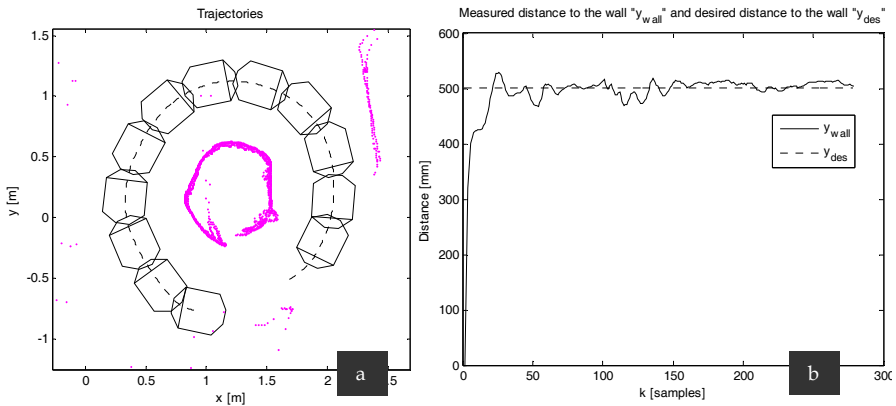 Trajectories
1.5
1
0.5
0
-0.5
-1
y [m]
0
0.5
1
1.5
2
.5
x [m]
a
Measured distance to the wall "y_wall" and desired distance to the wall "y_des"
600
500
400
300
200
100
0
Distance [mm]
0
50
100
150
200
250
300
k [samples]
y_wall
y_des
b